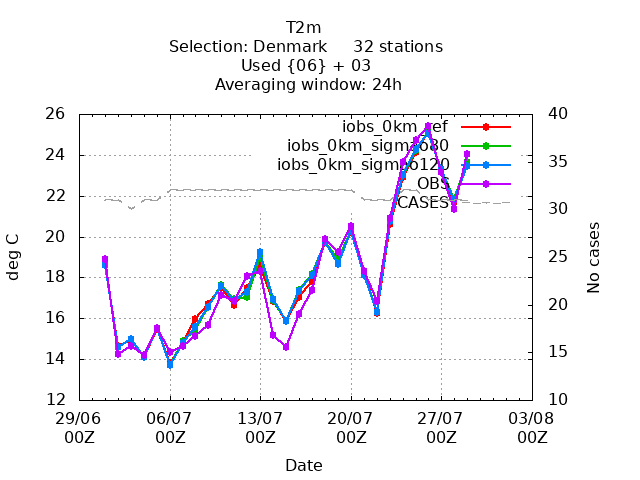 T2m
Selection: Denmark 32 stations
Used {06} + 03
Averaging window: 24h
26
24
22
20
18
16
14
12
deg C
40
35
30
25
20
15
10
No cases
iobs_0km_ref
iobs_0km_sigmao80
iobs_0km_sigmao120
OBS
CASES
29/06 06/07 13/07 20/07 27/07 03/08
00Z 00Z 00Z 00Z 00Z 00Z
Date